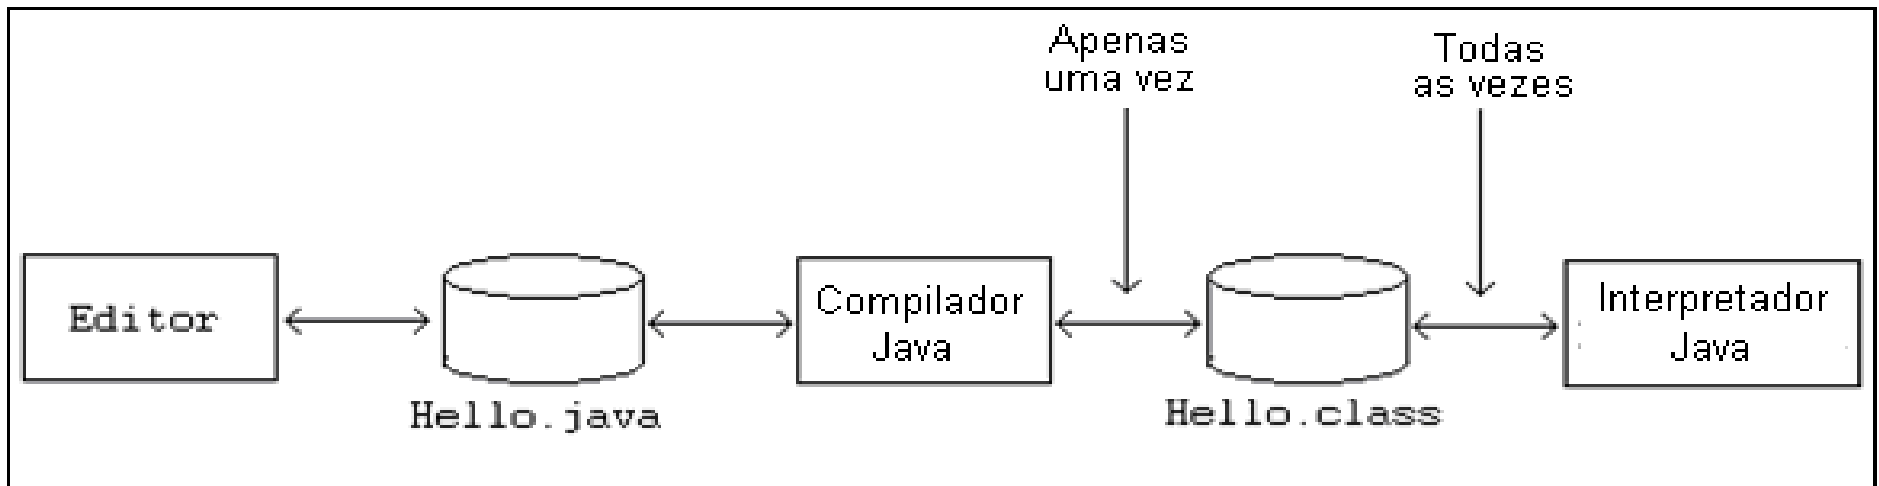 Apenas
uma vez
Todas
as vezes
Editor
Hello.java
Compilador
Java
Hello.class
Interpretador
Java